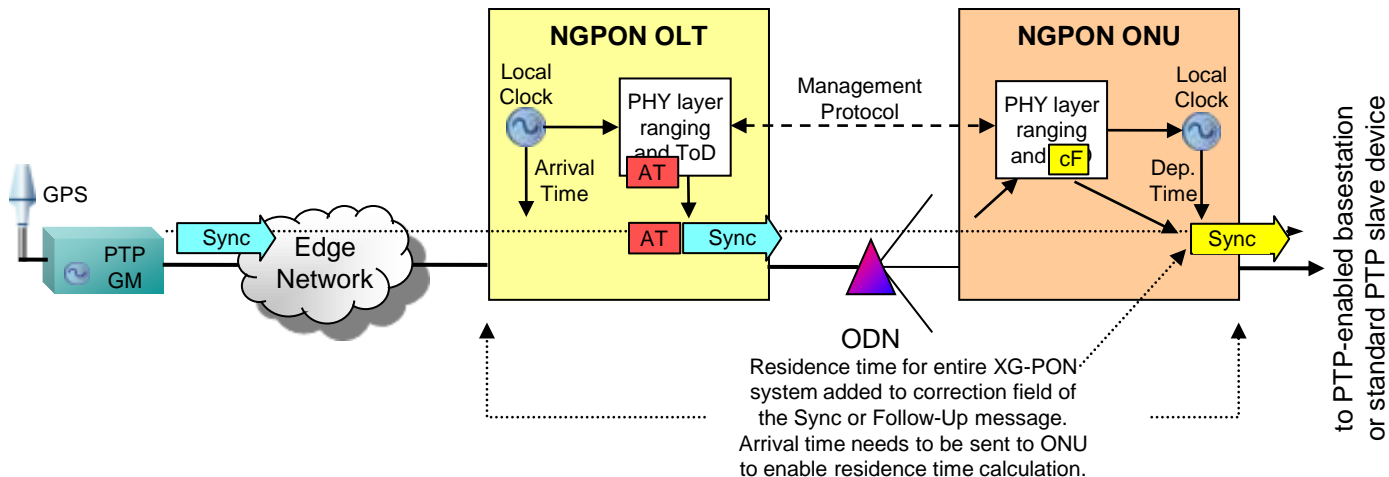 NGPON OLT
Local
Clock
PHY layer
ranging
and ToD
AT
Arrival
Time
AT
Sync
Management
Protocol
NGPON ONU
PHY layer
ranging
and
cF
Local
Clock
Dep.
Time
Sync
GPS
PTP
GM
Sync
Edge
Network
ODN
Residence time for entire XG-PON
system added to correction field of
the Sync or Follow-Up message.
Arrival time needs to be sent to ONU
to enable residence time calculation.
to PTP-enabled basestation
or standard PTP slave device